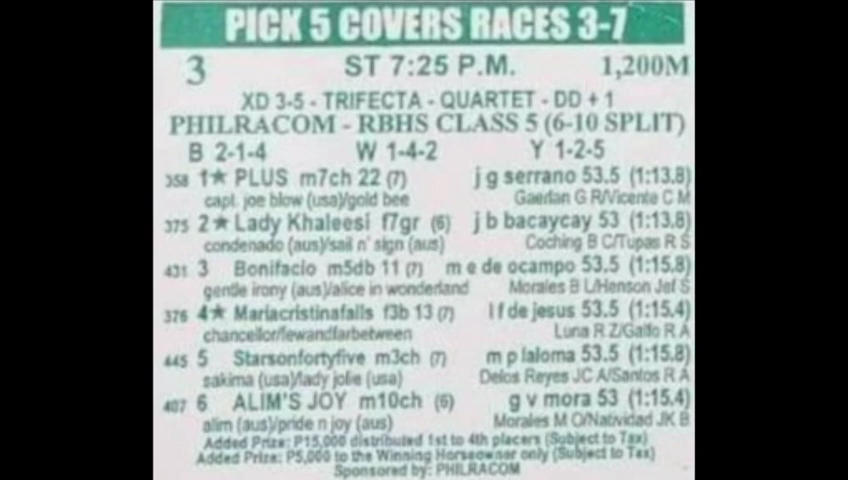 PICK 5 COVERS RACES 3-7
3 ST 7:25 P.M. 1,200M
XD 3-5 - TRIFECTA - QUARTET - DD + 1
PHILRACOM - RBHS CLASS 5 (6-10 SPLIT)
B 2-1-4 W 1-4-2 Y 1-2-5
358 1★ PLUS m7ch 22 (7) j g serrano 53.5 (1:13.8)
capt. joe blow (usa)/gold bee Gaerlan G R/Vicente C M
375 2★ Lady Khaleesi f7gr (6) j b bacaycay 53 (1:13.8)
condenado (aus)/sail n' sign (aus) Coching B C/Tupas R S
431 3 Bonifacio m5db 11 (7) m e de ocampo 53.5 (1:15.8)
gentle irony (aus)/alice in wonderland Morales B L/Henson Jef S
376 4★ Mariacristinafalls f3b 13 (7) l f de jesus 53.5 (1:15.4)
chancellor/fewandfarbetween Luna R Z/Gallo R A
445 5 Starsonfortyfive m3ch (7) m p laloma 53.5 (1:15.8)
sakima (usa)/lady jolie (usa) Delos Reyes JC A/Santos R A
407 6 ALIM'S JOY m10ch (6) g v mora 53 (1:15.4)
alim (aus)/pride n joy (aus) Morales M O/Natividad JK B
Added Prize: P15,000 distributed 1st to 4th placers (Subject to Tax)
Added Prize: P5,000 to the Winning Horseowner only (Subject to Tax)
Sponsored by: PHILRACOM